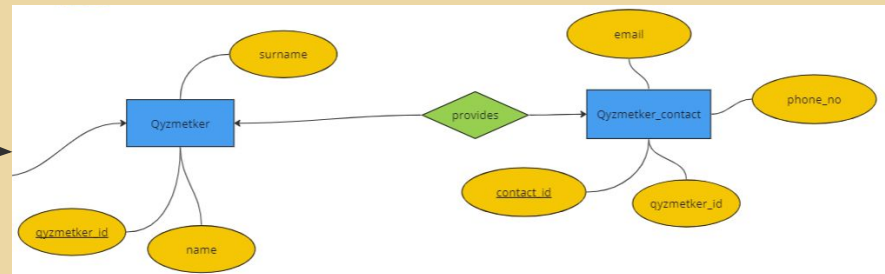 email
surname
phone_no
Qyzmetker
provides
Qyzmetker_contact
contact_id
qyzmetker_id
qyzmetker_id
name